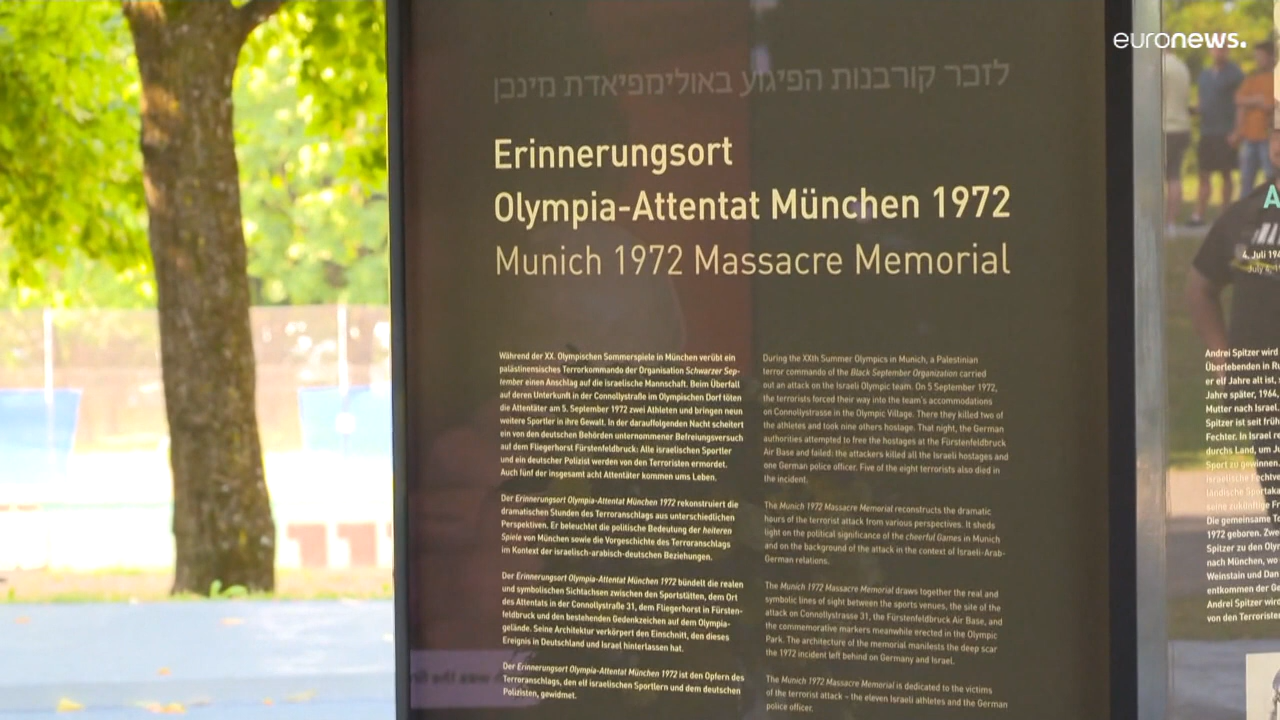 euronews.
לזכר קורבנות הפיגוע באולימפיאדת מינכן
Erinnerungsort
Olympia-Attentat München 1972
Munich 1972 Massacre Memorial
Während der XX. Olympischen Sommerspiele in München verübt ein
palästinensisches Terrorkommando der Organisation Schwarzer Sep-
tember einen Anschlag auf die israelische Mannschaft. Beim Überfall
auf deren Unterkunft in der Connollystraße im Olympischen Dorf töten
die Attentäter am 5. September 1972 zwei Athleten und bringen neun
weitere Sportler in ihre Gewalt. In der darauffolgenden Nacht scheitert
ein von den deutschen Behörden unternommener Befreiungsversuch
auf dem Fliegerhorst Fürstenfeldbruck: Alle israelischen Sportler
und ein deutscher Polizist werden von den Terroristen ermordet.
Auch fünf der insgesamt acht Attentäter kommen ums Leben.
Der Erinnerungsort Olympia-Attentat München 1972 rekonstruiert die
dramatischen Stunden des Terroranschlags aus unterschiedlichen
Perspektiven. Er beleuchtet die politische Bedeutung der heiteren
Spiele von München sowie die Vorgeschichte des Terroranschlags
im Kontext der israelisch-arabisch-deutschen Beziehungen.
Der Erinnerungsort Olympia-Attentat München 1972 bündelt die realen
und symbolischen Sichtachsen zwischen den Sportstätten, dem Ort
des Attentats in der Connollystraße 31, dem Fliegerhorst in Fürsten-
feldbruck und den bestehenden Gedenkzeichen auf dem Olympia-
gelände. Seine Architektur verkörpert den Einschnitt, den dieses
Ereignis in Deutschland und Israel hinterlassen hat.
Der Erinnerungsort Olympia-Attentat München 1972 ist den Opfern des
Terroranschlags, den elf israelischen Sportlern und dem deutschen
Polizisten, gewidmet.
During the XXth Summer Olympics in Munich, a Palestinian
terror commando of the Black September Organization carried
out an attack on the Israeli Olympic team. On 5 September 1972,
the terrorists forced their way into the team's accommodations
on Connollystrasse in the Olympic Village. There they killed two of
the athletes and took nine others hostage. That night, the German
authorities attempted to free the hostages at the Fürstenfeldbruck
Air Base and failed: the attackers killed all the Israeli hostages and
one German police officer. Five of the eight terrorists also died in
the incident.
The Munich 1972 Massacre Memorial reconstructs the dramatic
hours of the terrorist attack from various perspectives. It sheds
light on the political significance of the cheerful Games in Munich
and on the background of the attack in the context of Israeli-Arab-
German relations.
The Munich 1972 Massacre Memorial draws together the real and
symbolic lines of sight between the sports venues, the site of the
attack on Connollystrasse 31, the Fürstenfeldbruck Air Base, and
the commemorative markers meanwhile erected in the Olympic
Park. The architecture of the memorial manifests the deep scar
the 1972 incident left behind on Germany and Israel.
The Munich 1972 Massacre Memorial is dedicated to the victims
of the terrorist attack – the eleven Israeli athletes and the German
police officer.
A
4. Juli
July
Andrei Spitzer wird
Überlebenden in
er elf Jahre alt ist,
Jahre später, 1964,
Mutter nach Israel.
Spitzer ist seit
Fechter. In Israel
durchs Land, um
Sport zu gewinnen.
Die gemeinsame
1972 geboren.
Spitzer zu den
nach München, wo
Weinstein und
entkommen der
Andrei Spitzer wird
von den